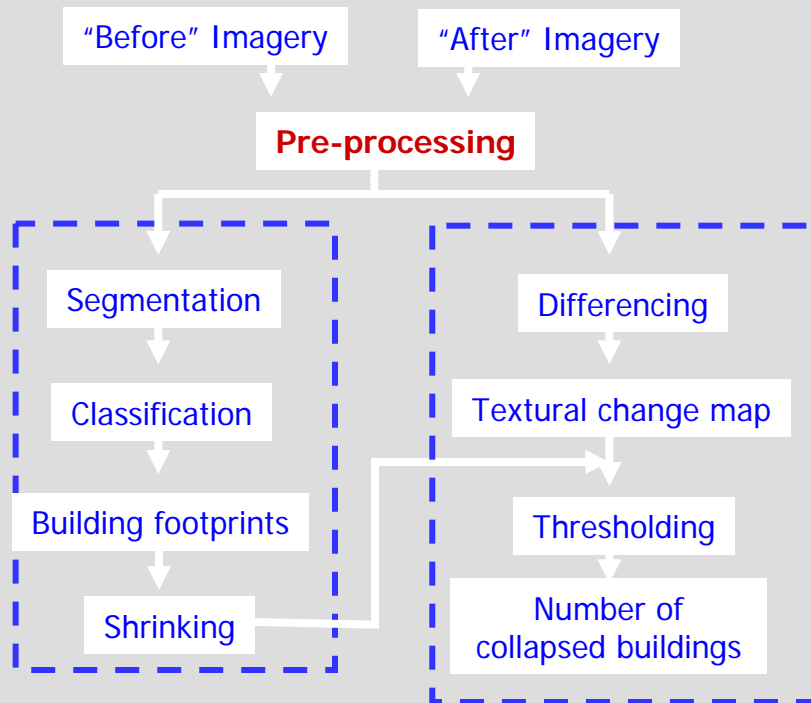 “Before” Imagery
“After” Imagery
Pre-processing
Segmentation
Classification
Building footprints
Shrinking
Differencing
Textural change map
Thresholding
Number of
collapsed buildings